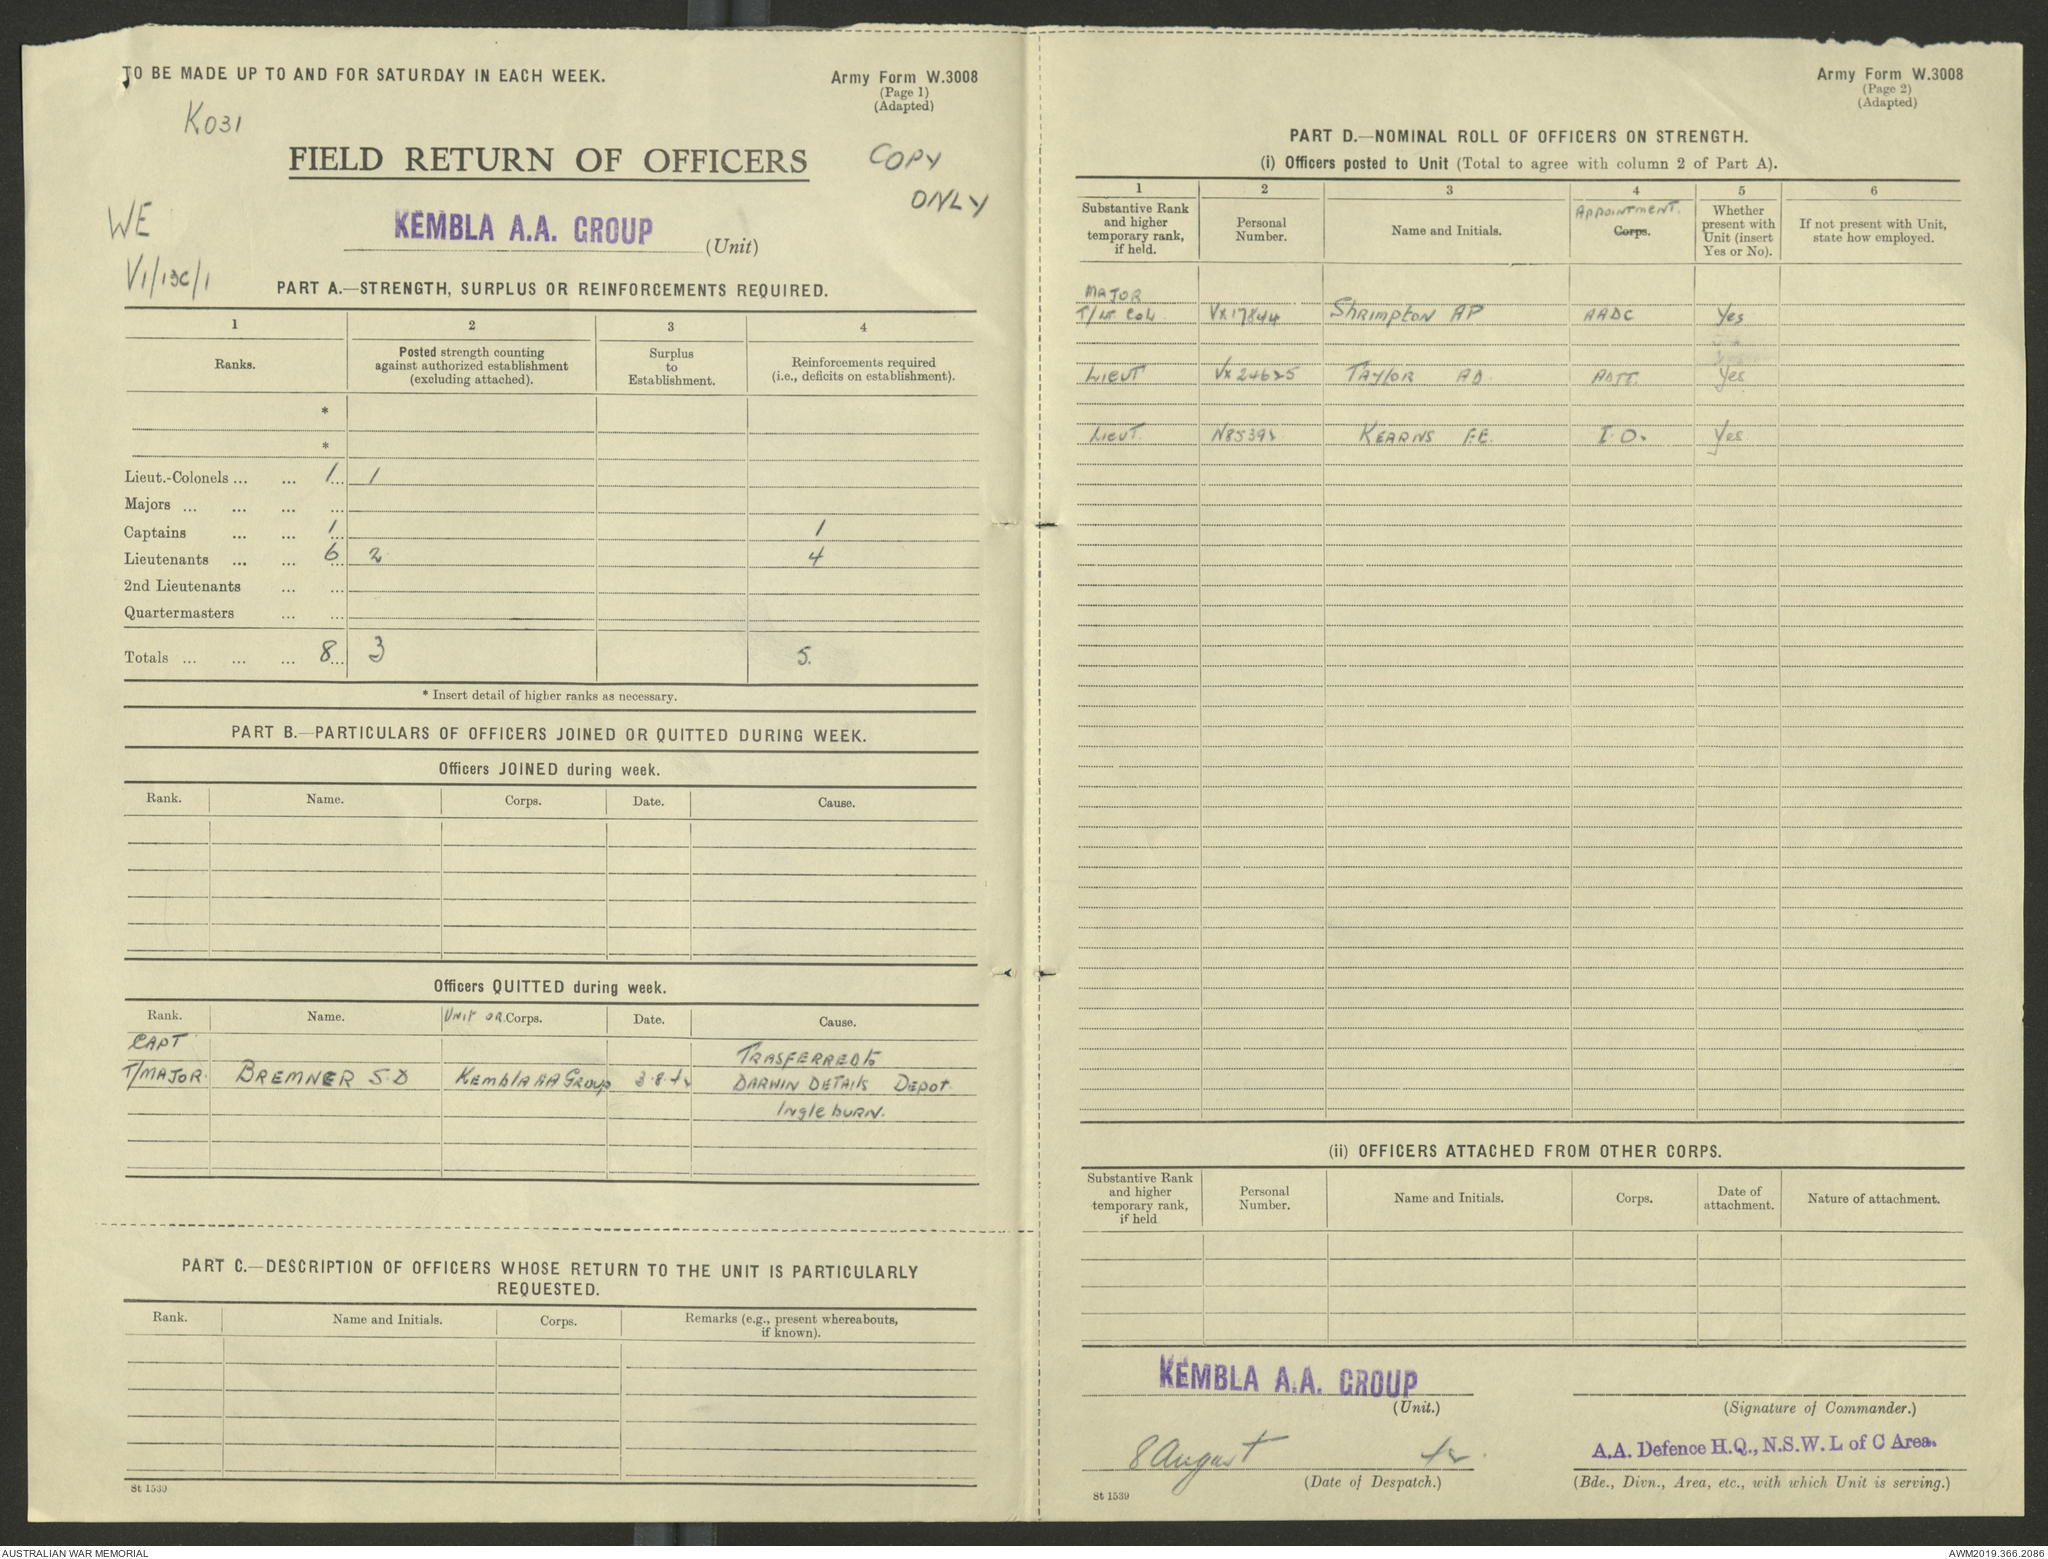 TO BE MADE UP TO AND FOR SATURDAY IN EACH WEEK.
Army Form W.3008
(Page 1)
(Adapted)
K031
FIELD RETURN OF OFFICERS
COPY
ONLY
WE
V1/13C/1
KEMBLA A.A. GROUP
(Unit)
PART A.—STRENGTH, SURPLUS OR REINFORCEMENTS REQUIRED.
1 2 3 4
Ranks.
Posted strength counting
against authorized establishment
(excluding attached).
Surplus
to
Establishment.
Reinforcements required
(i.e., deficits on establishment).
*
*
Lieut.-Colonels ... ... 1... 1
Majors ... ... ... ...
Captains ... ... 1... 1
Lieutenants ... ... 6... 2 4
2nd Lieutenants ... ...
Quartermasters ... ...
Totals ... ... ... 8... 3 5.
* Insert detail of higher ranks as necessary.
PART B.—PARTICULARS OF OFFICERS JOINED OR QUITTED DURING WEEK.
Officers JOINED during week.
Rank. Name. Corps. Date. Cause.
Officers QUITTED during week.
Rank. Name. UNIT OR Corps. Date. Cause.
CAPT
T/MAJOR. BREMNER S.D KEMBLA AA GROUP 3.8.42 TRASFERRED to
DARWIN DETAILS DEPOT
INGLEBURN.
PART C.—DESCRIPTION OF OFFICERS WHOSE RETURN TO THE UNIT IS PARTICULARLY
REQUESTED.
Rank. Name and Initials. Corps. Remarks (e.g., present whereabouts,
if known).
St 1539
Army Form W.3008
(Page 2)
(Adapted)
PART D.—NOMINAL ROLL OF OFFICERS ON STRENGTH.
(i) Officers posted to Unit (Total to agree with column 2 of Part A).
1 2 3 4 5 6
Substantive Rank
and higher
temporary rank,
if held.
Personal
Number.
Name and Initials.
APPOINTMENT.
Corps.
Whether
present with
Unit (insert
Yes or No).
If not present with Unit,
state how employed.
MAJOR
T/LT COL. VX17844 Shrimpton AP AADC Yes
LIEUT VX24625 TAYLOR AD. ADJT. Yes
LIEUT. KEARNS F.E. I.O. Yes
(ii) OFFICERS ATTACHED FROM OTHER CORPS.
Substantive Rank
and higher
temporary rank,
if held
Personal
Number.
Name and Initials.
Corps.
Date of
attachment.
Nature of attachment.
KEMBLA A.A. GROUP
(Unit.)
(Signature of Commander.)
8 August 42.
(Date of Despatch.)
A.A. Defence H.Q., N.S.W. L of C Area.
(Bde., Divn., Area, etc., with which Unit is serving.)
St 1539
AUSTRALIAN WAR MEMORIAL
AWM2019.366.2086